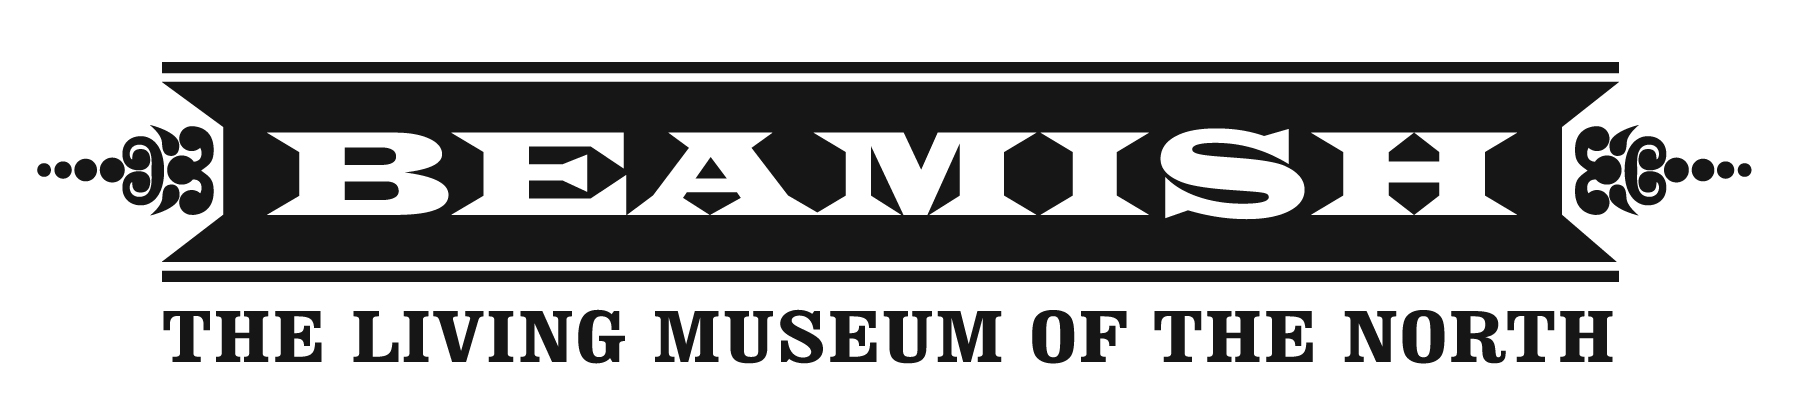 BEAMISH
THE LIVING MUSEUM OF THE NORTH